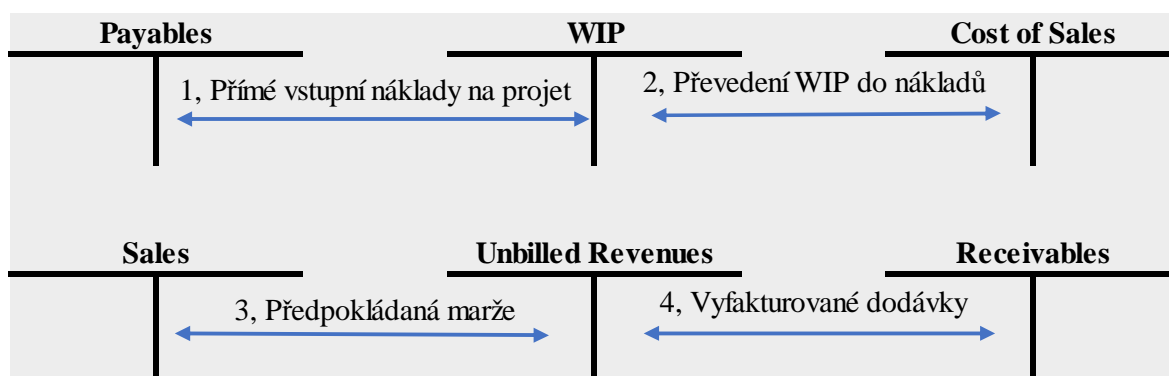 Payables WIP Cost of Sales
1, Přímé vstupní náklady na projet 2, Převedení WIP do nákladů
Sales Unbilled Revenues Receivables
3, Předpokládaná marže 4, Vyfakturované dodávky